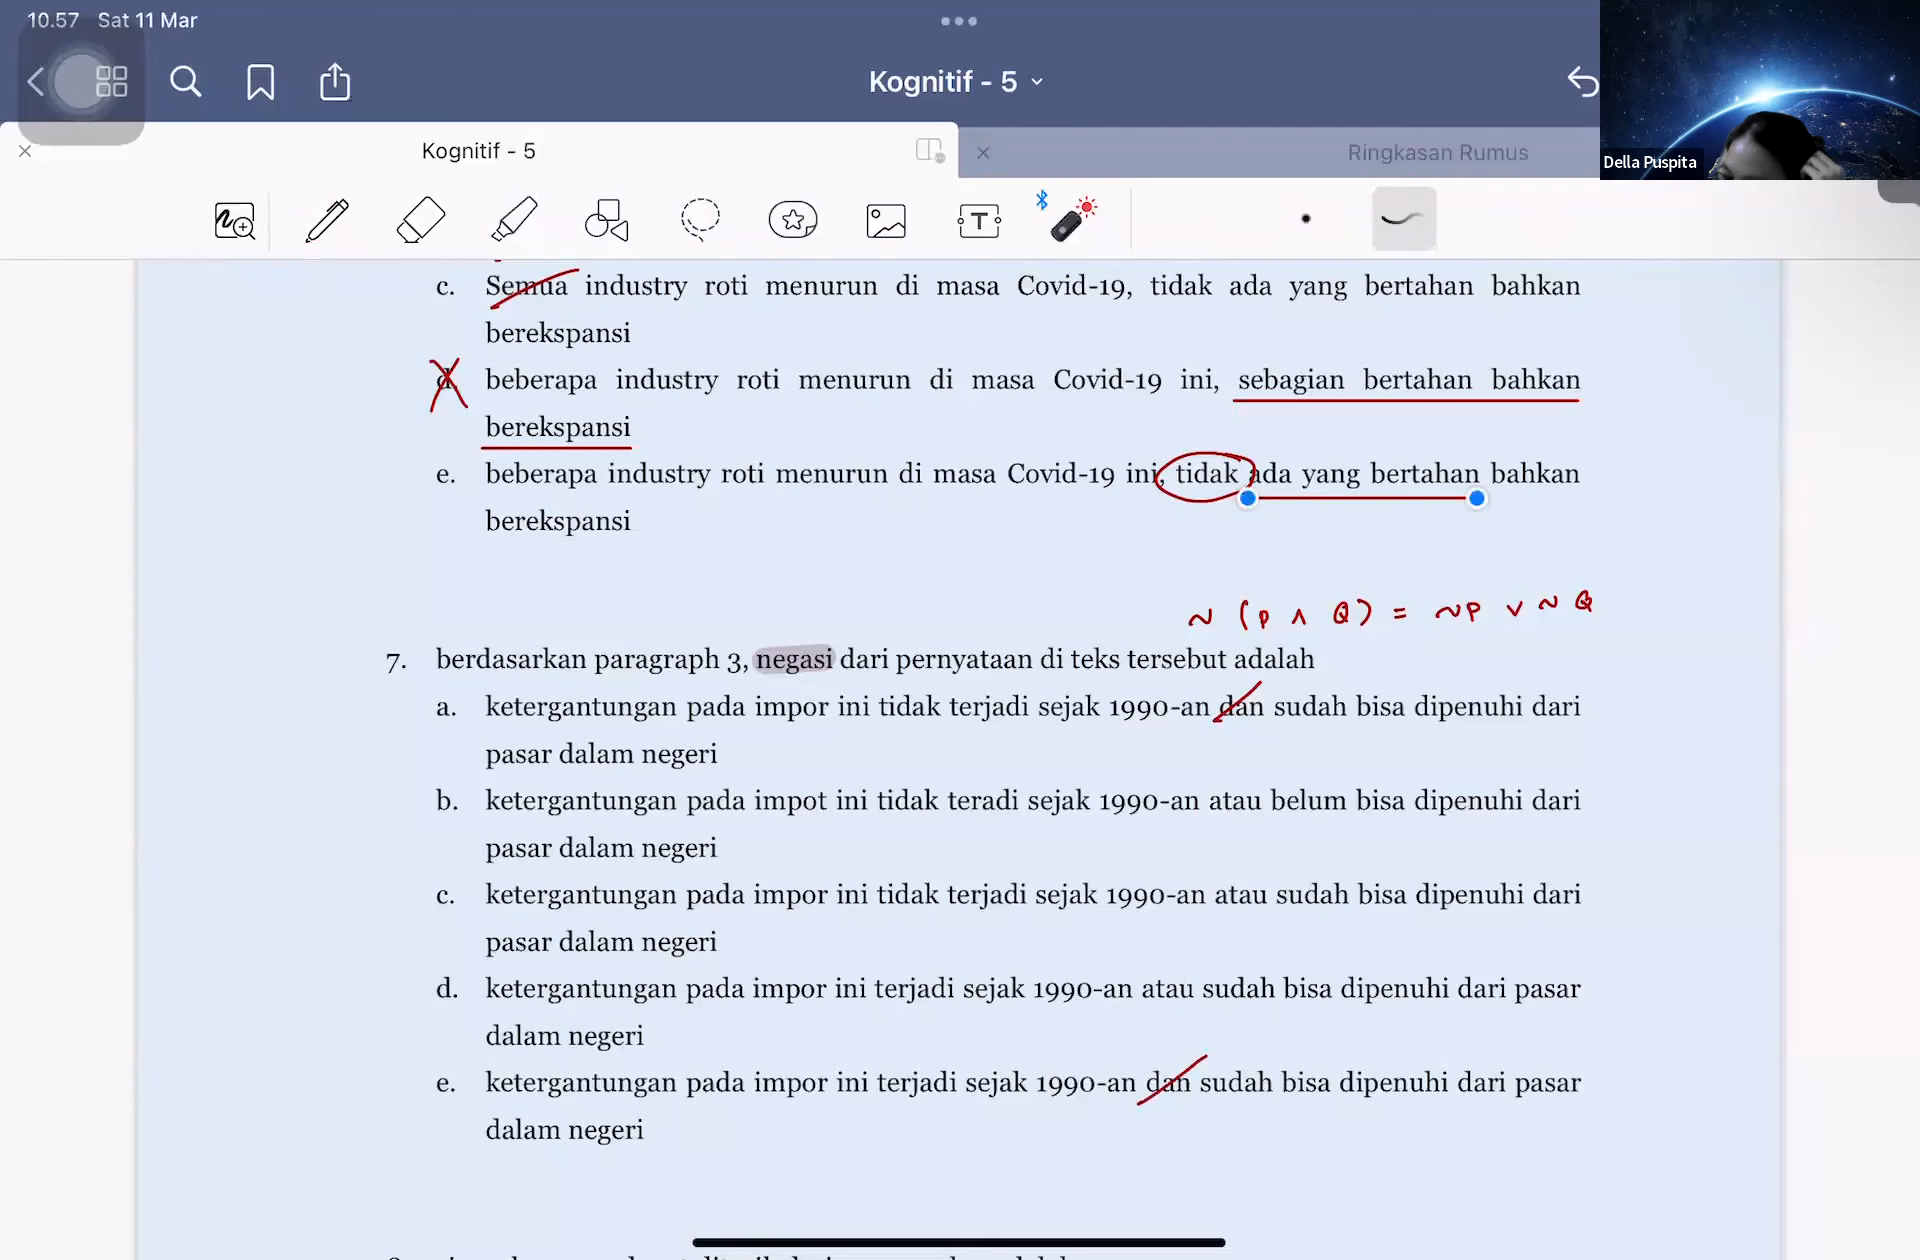 10.57 Sat 11 Mar
Kognitif - 5
Della Puspita
Kognitif - 5
Ringkasan Rumus
c. Semua industry roti menurun di masa Covid-19, tidak ada yang bertahan bahkan
berekspansi
d. beberapa industry roti menurun di masa Covid-19 ini, sebagian bertahan bahkan
berekspansi
e. beberapa industry roti menurun di masa Covid-19 ini, tidak ada yang bertahan bahkan
berekspansi
~ (P ∧ Q) = ~P ∨ ~Q
7. berdasarkan paragraph 3, negasi dari pernyataan di teks tersebut adalah
a. ketergantungan pada impor ini tidak terjadi sejak 1990-an dan sudah bisa dipenuhi dari
pasar dalam negeri
b. ketergantungan pada impot ini tidak teradi sejak 1990-an atau belum bisa dipenuhi dari
pasar dalam negeri
c. ketergantungan pada impor ini tidak terjadi sejak 1990-an atau sudah bisa dipenuhi dari
pasar dalam negeri
d. ketergantungan pada impor ini terjadi sejak 1990-an atau sudah bisa dipenuhi dari pasar
dalam negeri
e. ketergantungan pada impor ini terjadi sejak 1990-an dan sudah bisa dipenuhi dari pasar
dalam negeri